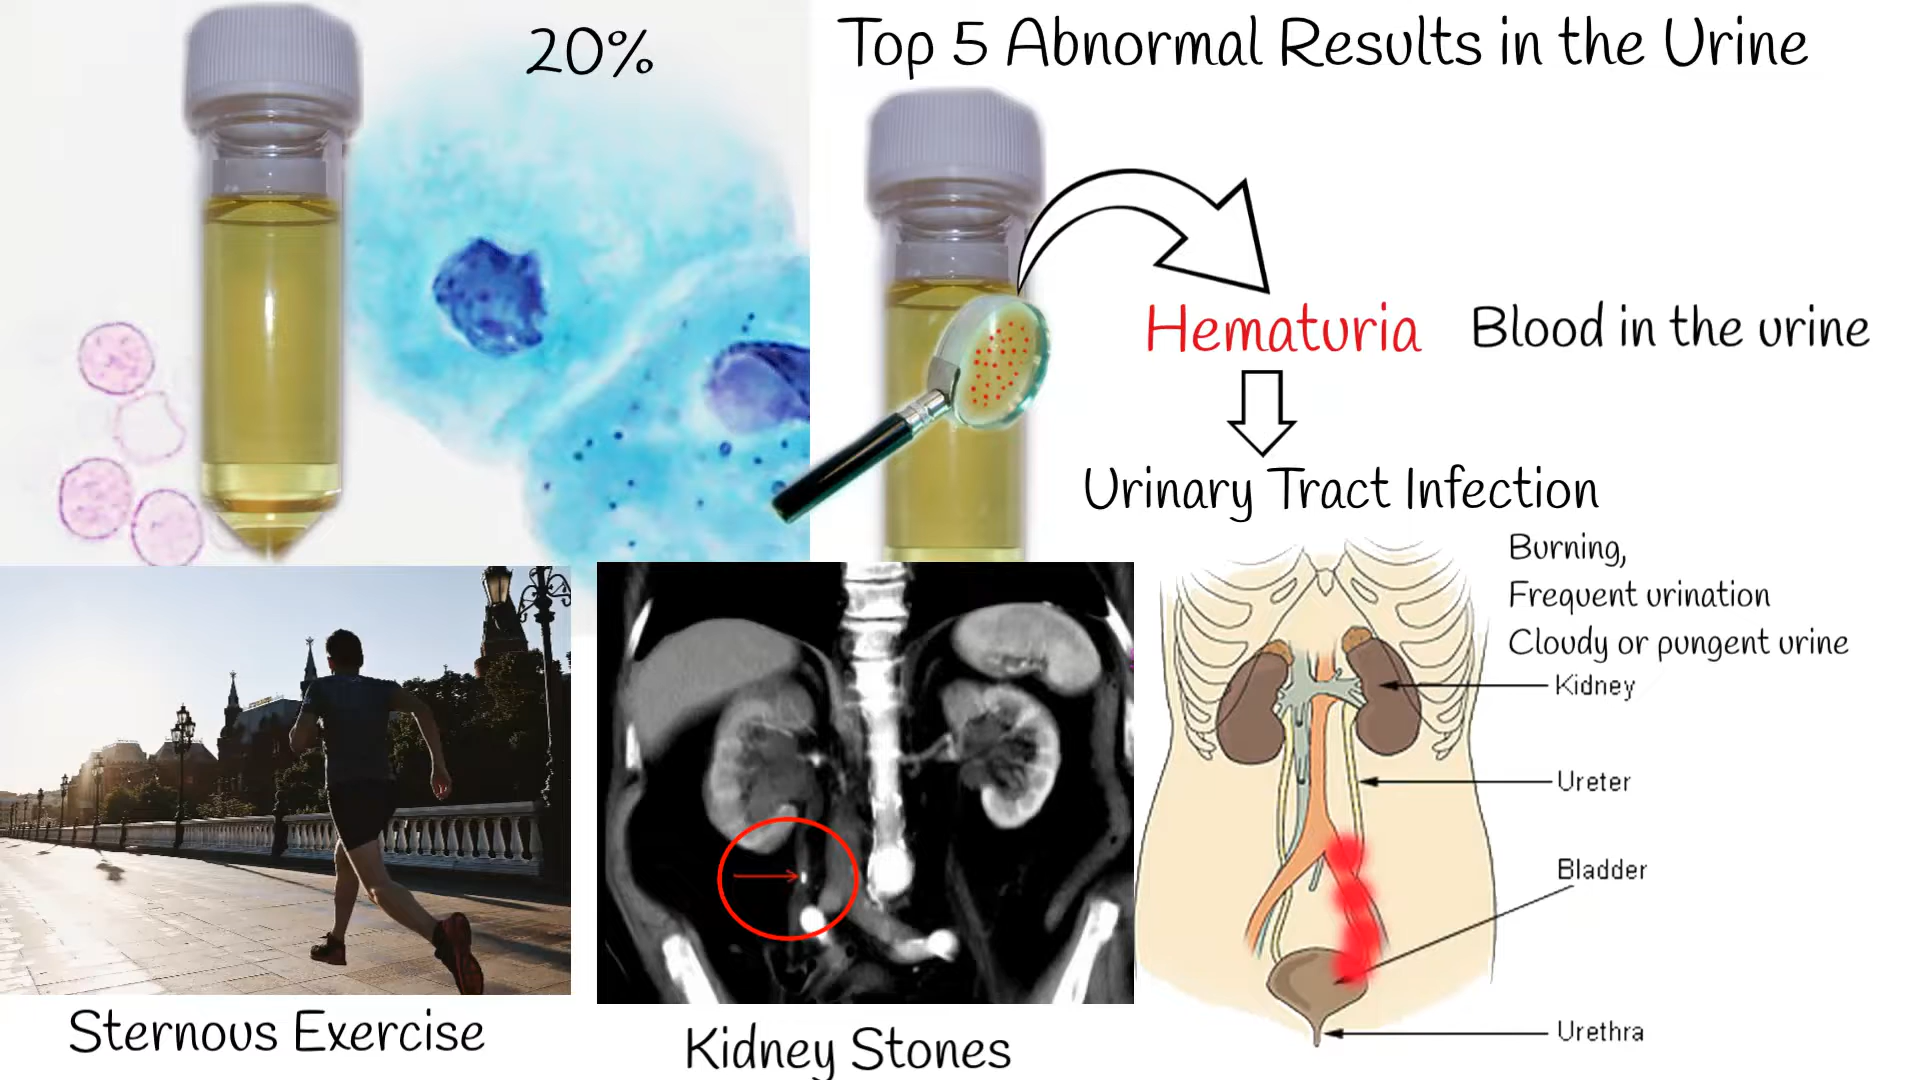 20%
Top 5 Abnormal Results in the Urine
Hematuria
Blood in the urine
Urinary Tract Infection
Burning,
Frequent urination
Cloudy or pungent urine
Kidney
Ureter
Bladder
Urethra
Sternous Exercise
Kidney Stones